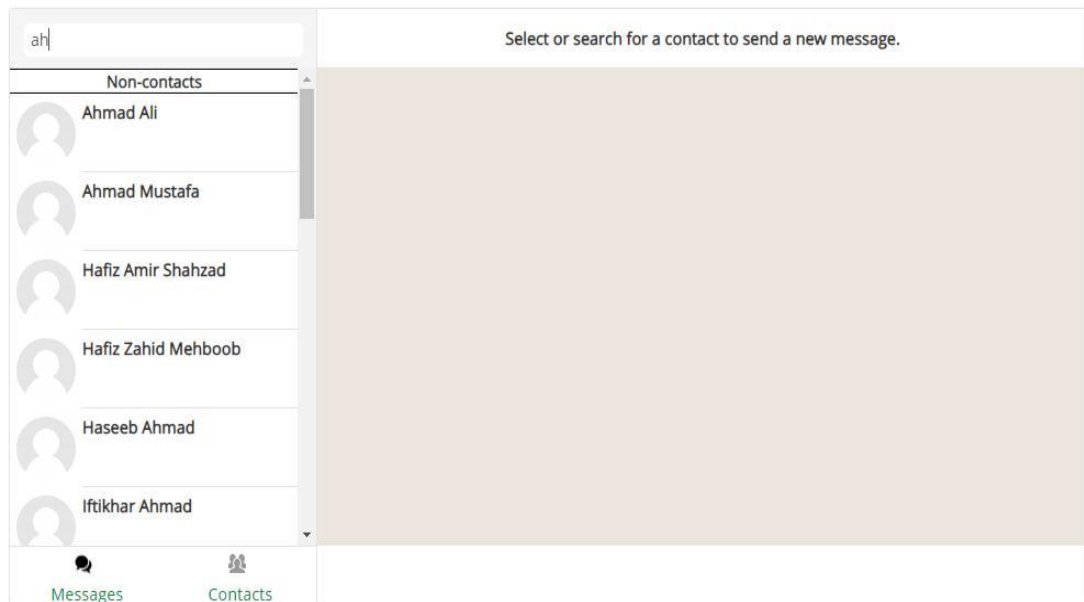 ah
Select or search for a contact to send a new message.
Non-contacts
Ahmad Ali
Ahmad Mustafa
Hafiz Amir Shahzad
Hafiz Zahid Mehboob
Haseeb Ahmad
Iftikhar Ahmad
Messages
Contacts